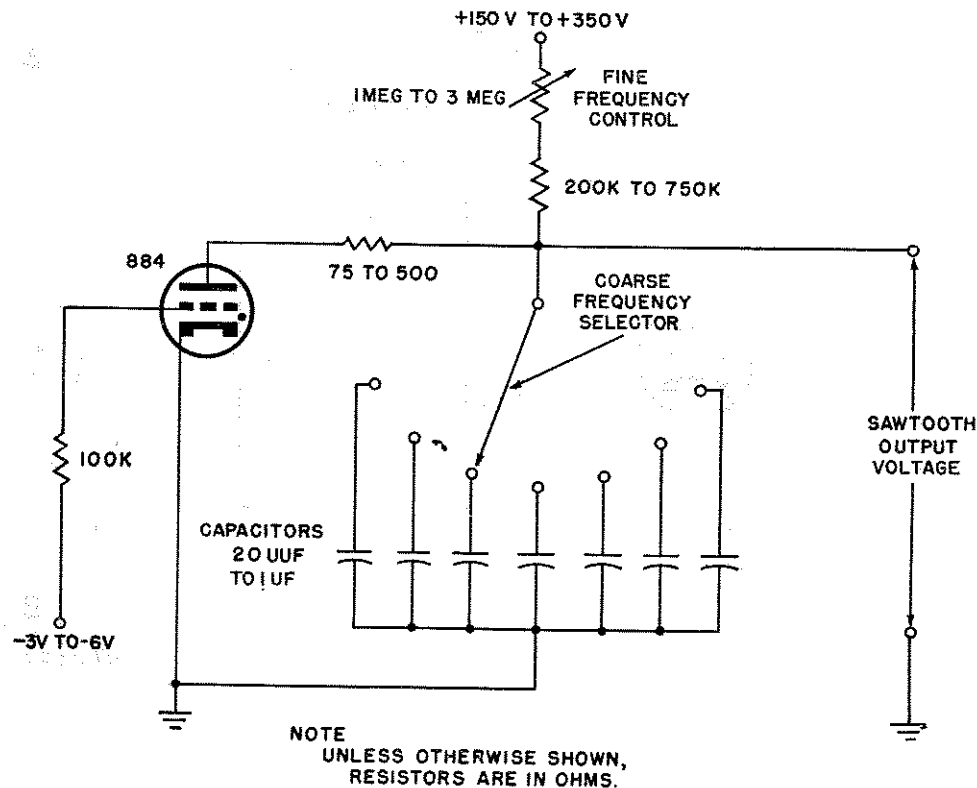 +150 V TO +350 V
1 MEG TO 3 MEG
FINE
FREQUENCY
CONTROL
200K TO 750K
884
75 TO 500
COARSE
FREQUENCY
SELECTOR
100K
SAWTOOTH
OUTPUT
VOLTAGE
CAPACITORS
20 UUF
TO 1 UF
-3V TO-6V
NOTE
UNLESS OTHERWISE SHOWN,
RESISTORS ARE IN OHMS.